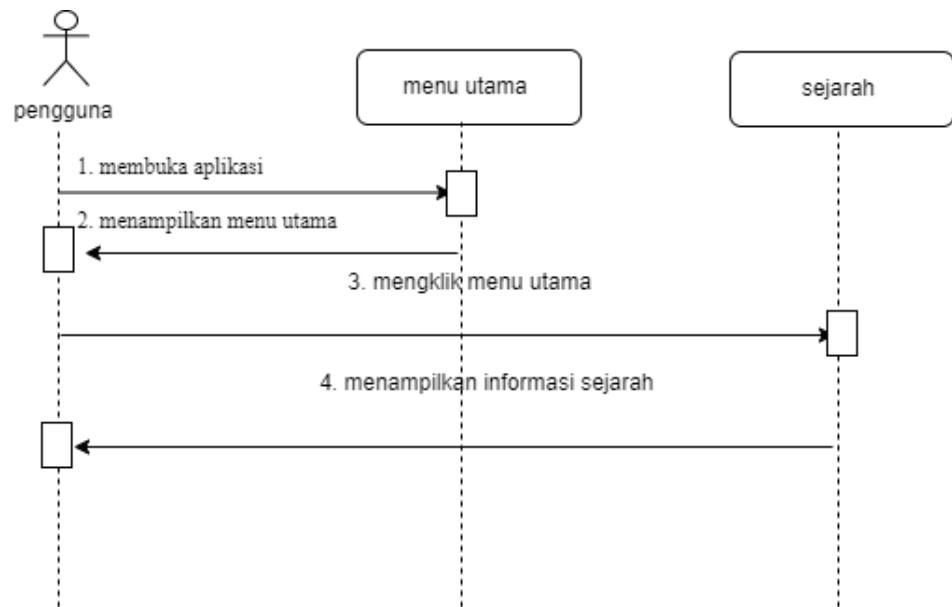 pengguna
menu utama
sejarah
1. membuka aplikasi
2. menampilkan menu utama
3. mengklik menu utama
4. menampilkan informasi sejarah